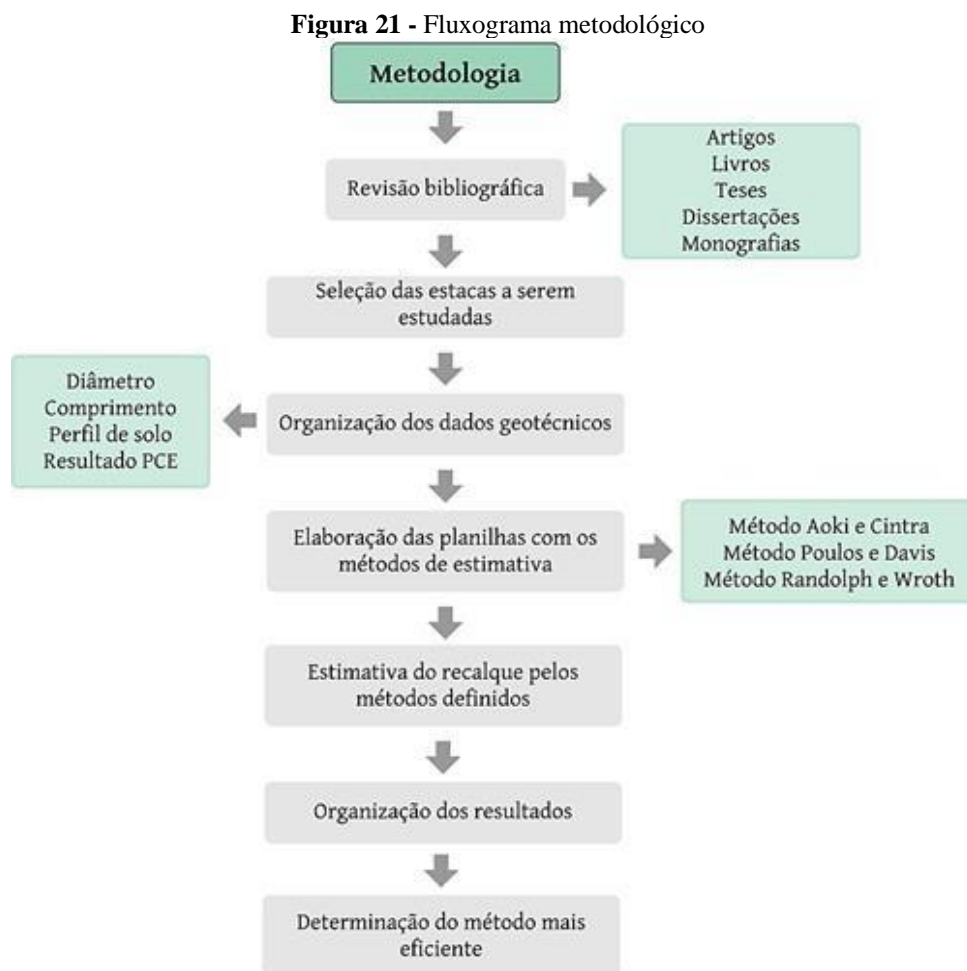 Figura 21 - Fluxograma metodológico
Metodologia
Revisão bibliográfica
Artigos
Livros
Teses
Dissertações
Monografias
Seleção das estacas a serem
estudadas
Organização dos dados geotécnicos
Diâmetro
Comprimento
Perfil de solo
Resultado PCE
Elaboração das planilhas com os
métodos de estimativa
Método Aoki e Cintra
Método Poulos e Davis
Método Randolph e Wroth
Estimativa do recalque pelos
métodos definidos
Organização dos resultados
Determinação do método mais
eficiente